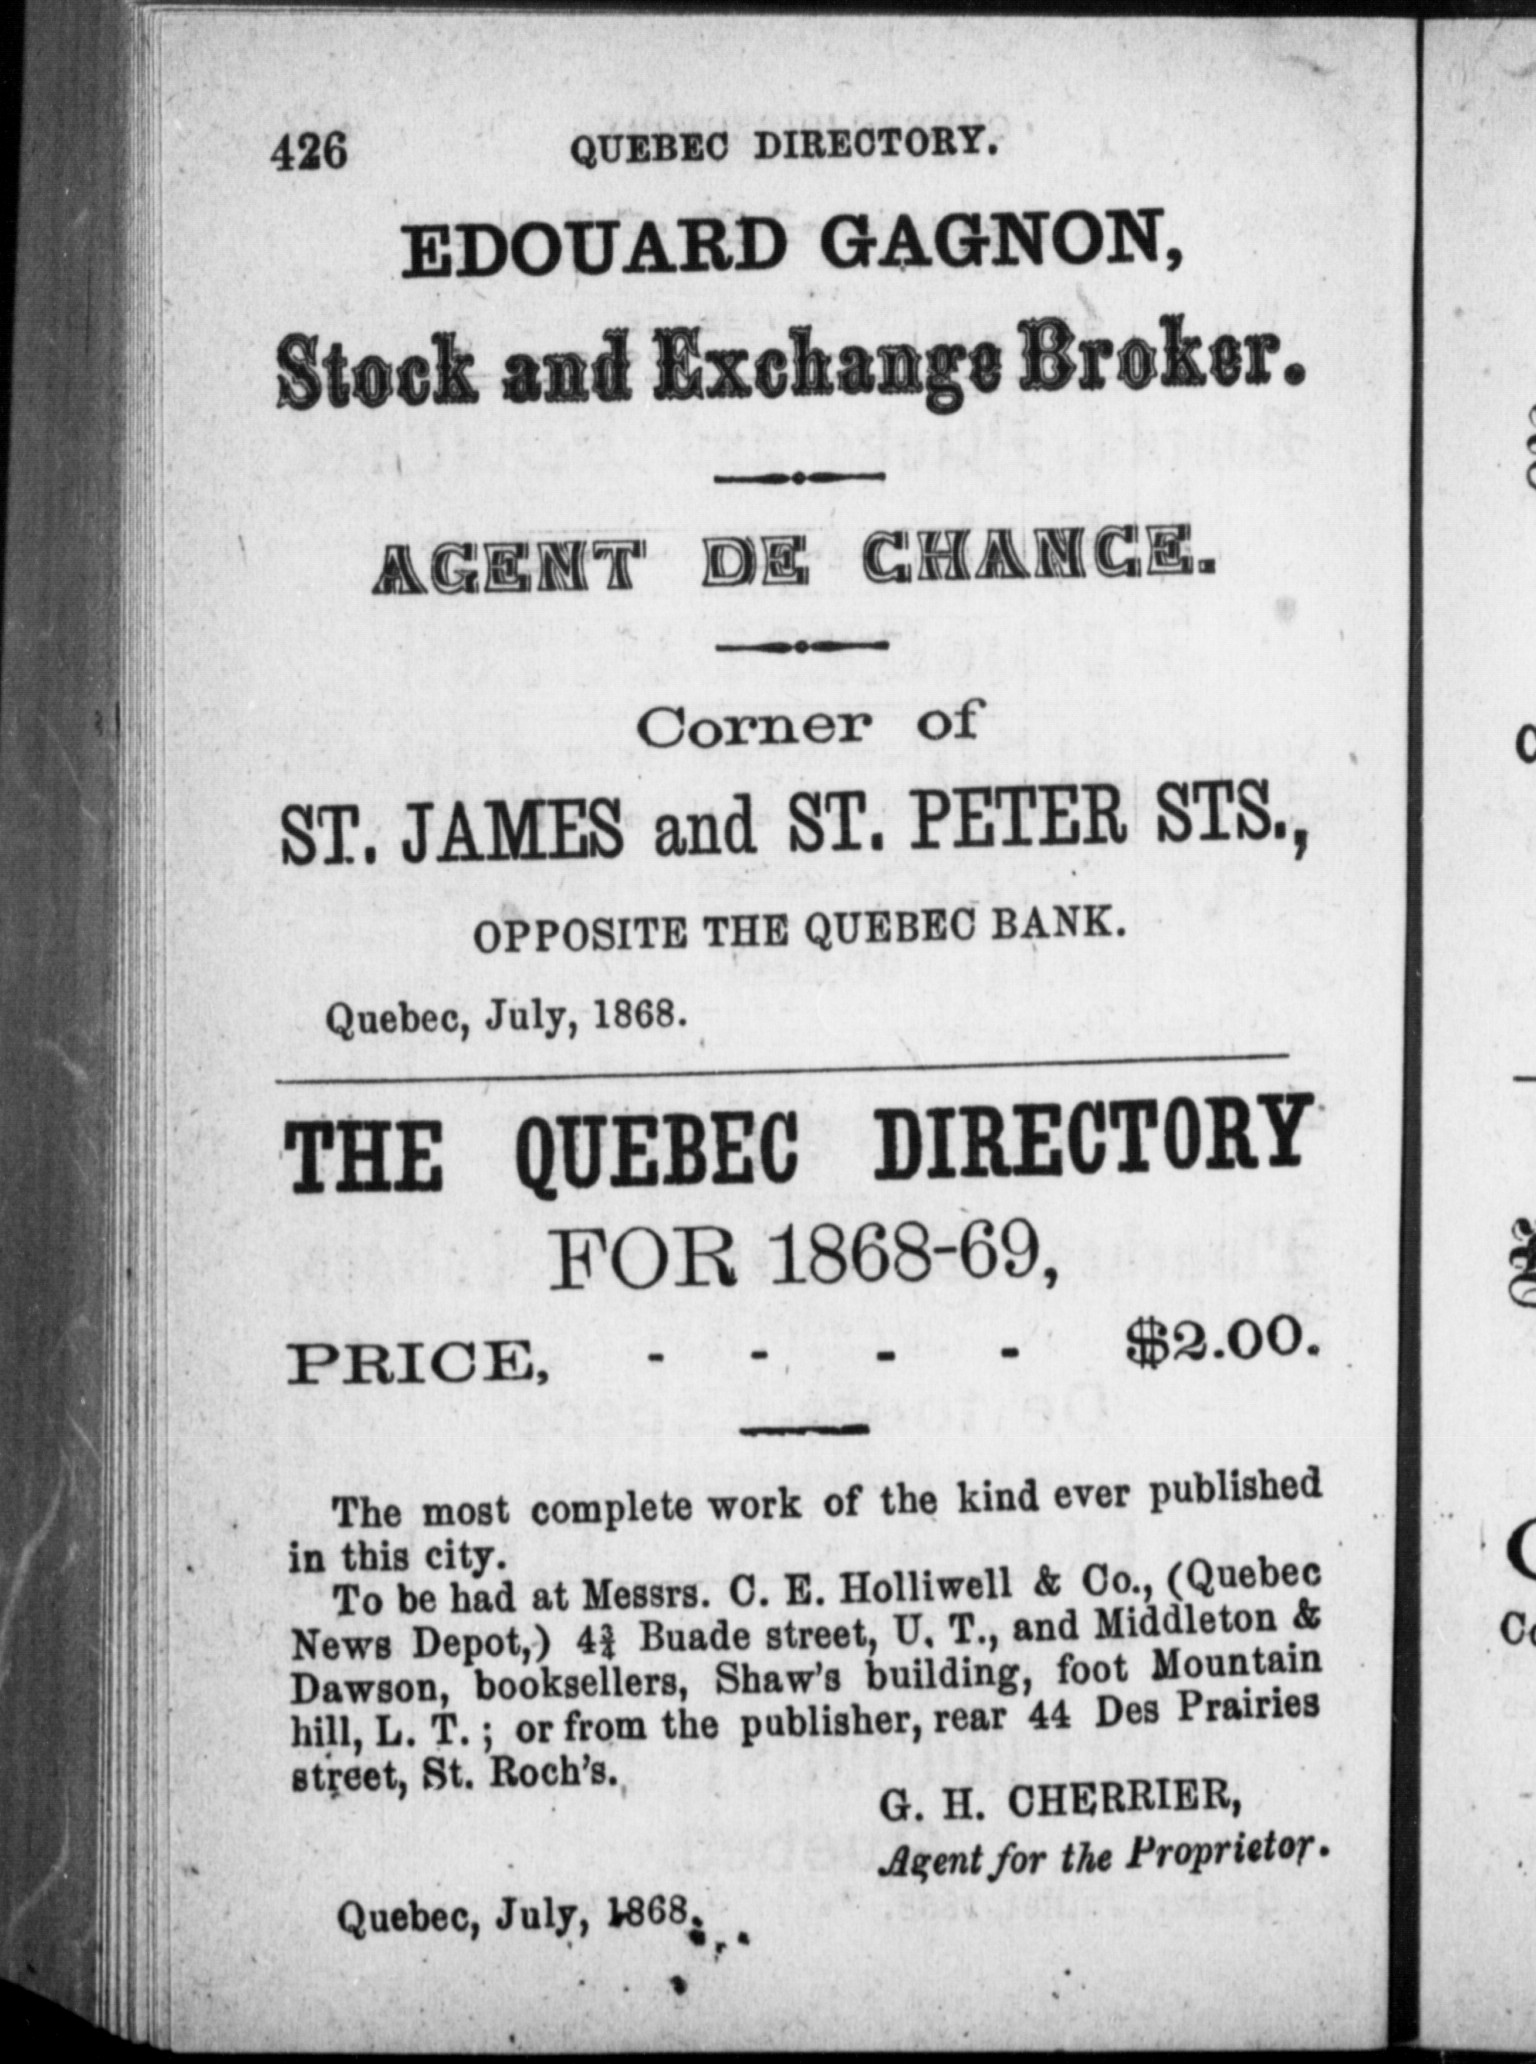 426 QUEBEC DIRECTORY.
EDOUARD GAGNON,
Stock and Exchange Broker.
AGENT DE CHANGE.
Corner of
ST. JAMES and ST. PETER STS.,
OPPOSITE THE QUEBEC BANK.
Quebec, July, 1868.
THE QUEBEC DIRECTORY
FOR 1868-69,
PRICE, - - - - $2.00.
The most complete work of the kind ever published
in this city.
To be had at Messrs. C. E. Holliwell & Co., (Quebec
News Depot,) 4¾ Buade street, U. T., and Middleton &
Dawson, booksellers, Shaw's building, foot Mountain
hill, L. T. ; or from the publisher, rear 44 Des Prairies
street, St. Roch's.
G. H. CHERRIER,
Agent for the Proprietor.
Quebec, July, 1868.